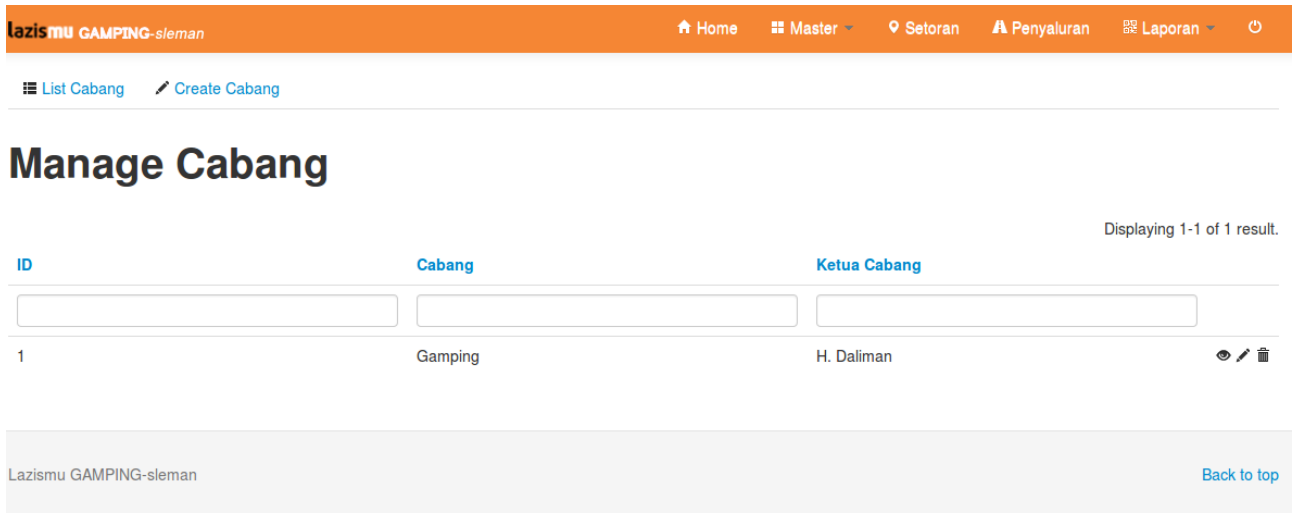 lazismu GAMPING-sleman Home Master Setoran Penyaluran Laporan
List Cabang Create Cabang
Manage Cabang
Displaying 1-1 of 1 result.
ID Cabang Ketua Cabang
1 Gamping H. Daliman
Lazismu GAMPING-sleman Back to top